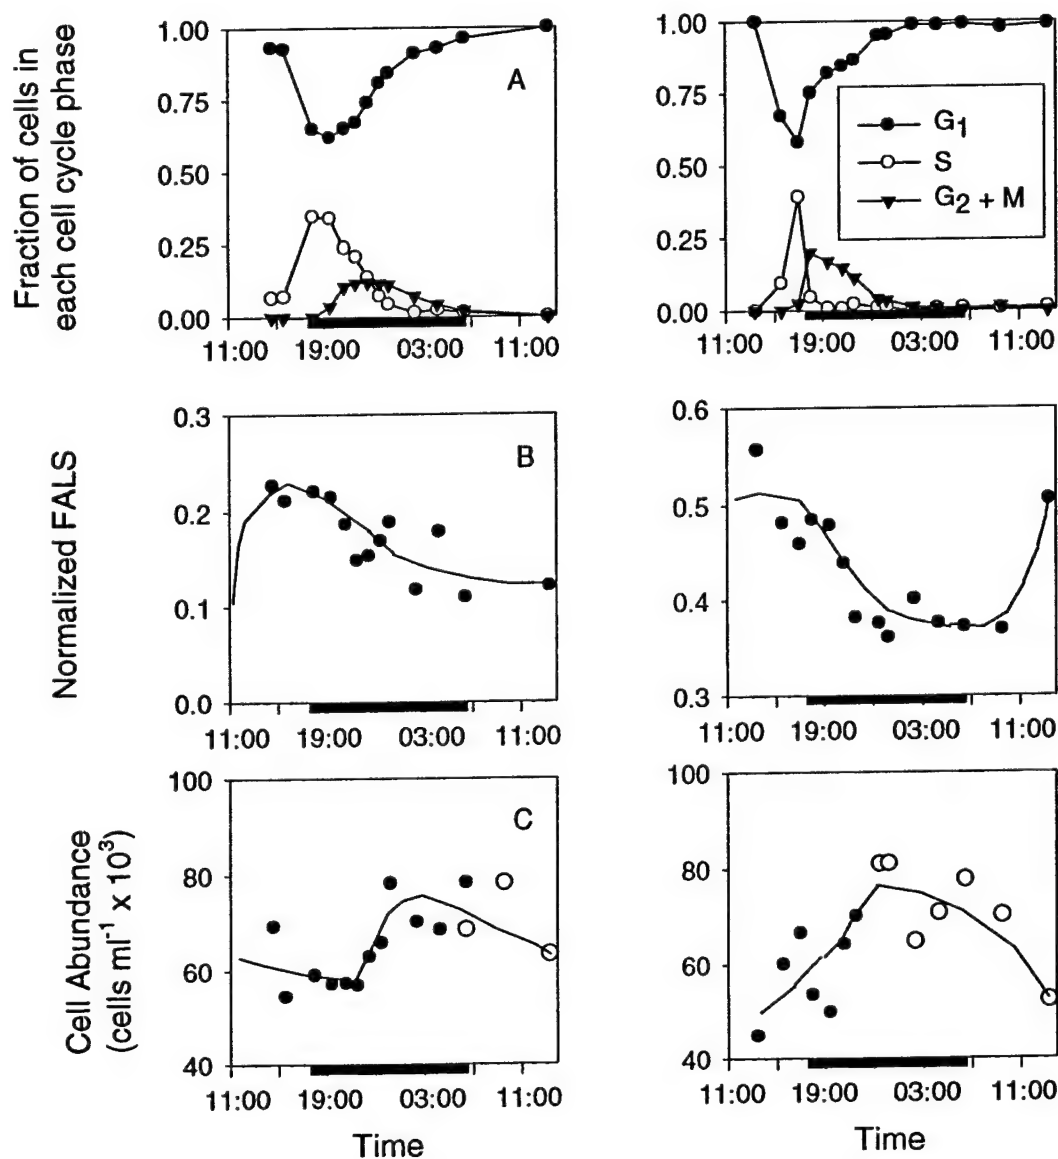 Fraction of cells in
each cell cycle phase
1.00
0.75
0.50
0.25
0.00
A
11:00 19:00 03:00 11:00
1.00
0.75
0.50
0.25
0.00
G1
S
G2 + M
11:00 19:00 03:00 11:00
Normalized FALS
0.3
0.2
0.1
0.0
B
11:00 19:00 03:00 11:00
0.6
0.5
0.4
0.3
11:00 19:00 03:00 11:00
Cell Abundance
(cells ml⁻¹ x 10³)
100
80
60
40
C
11:00 19:00 03:00 11:00
Time
100
80
60
40
11:00 19:00 03:00 11:00
Time